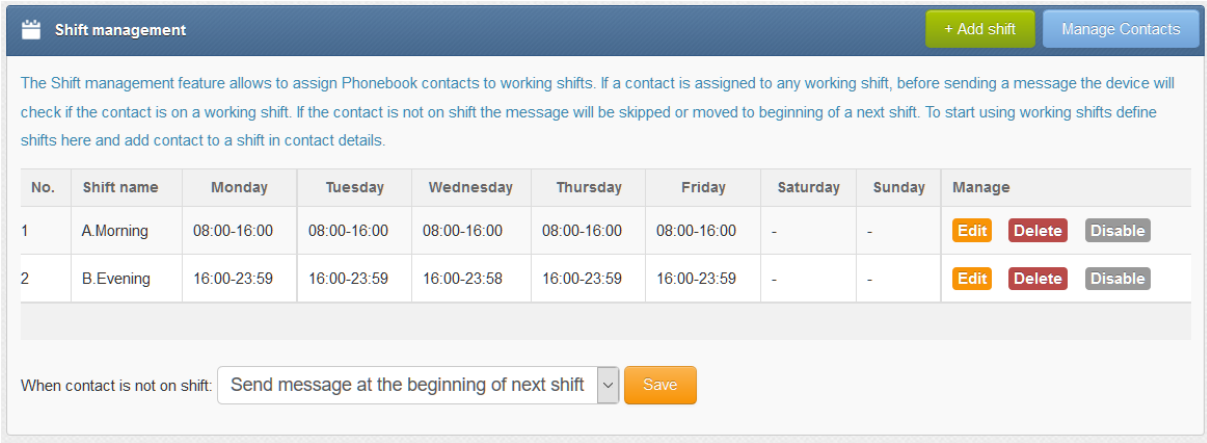 Shift management
+ Add shift
Manage Contacts
The Shift management feature allows to assign Phonebook contacts to working shifts. If a contact is assigned to any working shift, before sending a message the device will
check if the contact is on a working shift. If the contact is not on shift the message will be skipped or moved to beginning of a next shift. To start using working shifts define
shifts here and add contact to a shift in contact details.
No. Shift name Monday Tuesday Wednesday Thursday Friday Saturday Sunday Manage
1 A.Morning 08:00-16:00 08:00-16:00 08:00-16:00 08:00-16:00 08:00-16:00 - - Edit Delete Disable
2 B.Evening 16:00-23:59 16:00-23:59 16:00-23:58 16:00-23:59 16:00-23:59 - - Edit Delete Disable
When contact is not on shift: Send message at the beginning of next shift Save